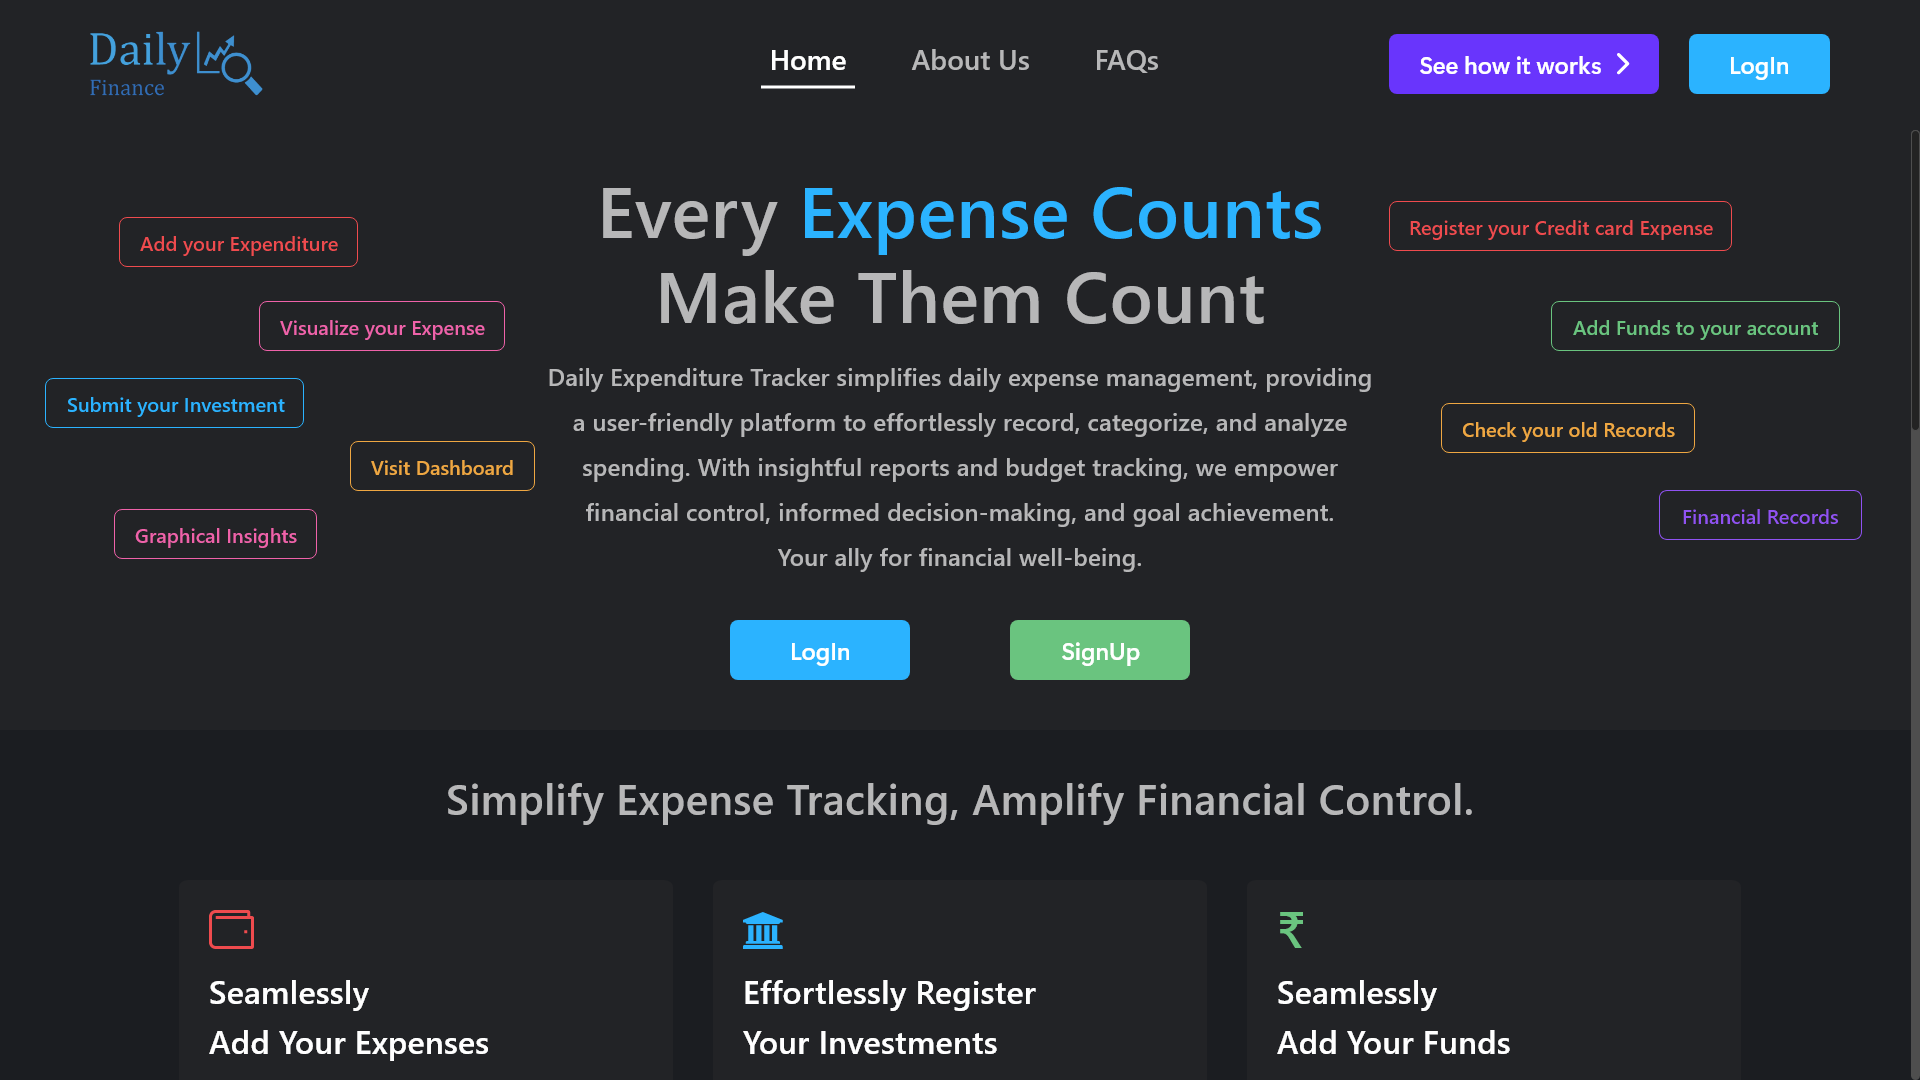 Daily
Finance
Home
About Us
FAQs
See how it works
LogIn
Every Expense Counts
Make Them Count
Add your Expenditure
Visualize your Expense
Submit your Investment
Visit Dashboard
Graphical Insights
Register your Credit card Expense
Add Funds to your account
Check your old Records
Financial Records
Daily Expenditure Tracker simplifies daily expense management, providing
a user-friendly platform to effortlessly record, categorize, and analyze
spending. With insightful reports and budget tracking, we empower
financial control, informed decision-making, and goal achievement.
Your ally for financial well-being.
LogIn
SignUp
Simplify Expense Tracking, Amplify Financial Control.
Seamlessly
Add Your Expenses
Effortlessly Register
Your Investments
₹
Seamlessly
Add Your Funds